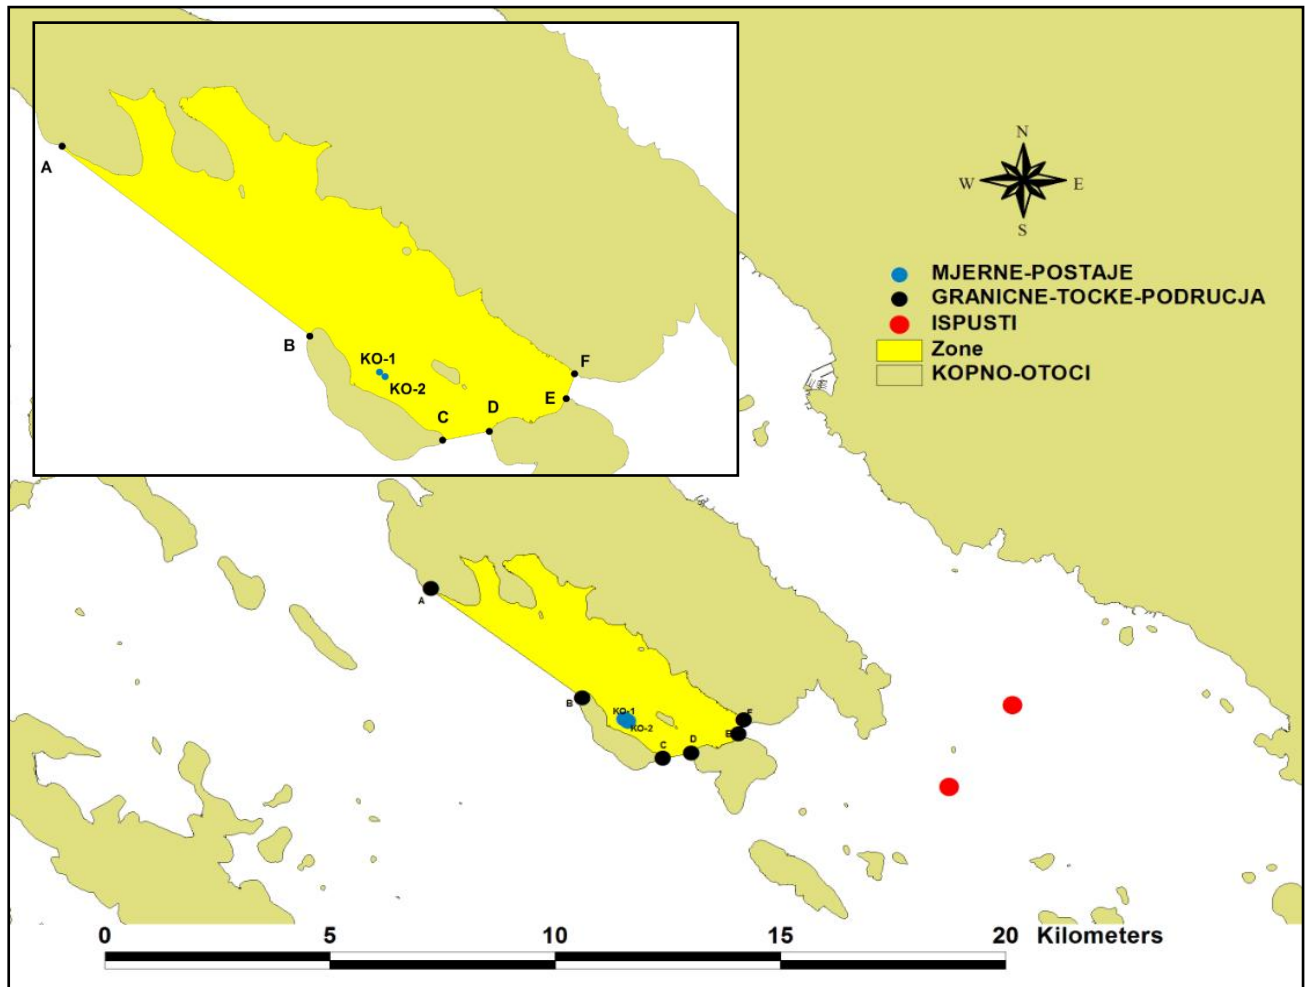 A
B
KO-1
KO-2
C
D
E
F
N
W
E
S
MJERNE-POSTAJE
GRANICNE-TOCKE-PODRUCJA
ISPUSTI
Zone
KOPNO-OTOCI
A
B
KO-1
KO-2
C
D
E
F
0 5 10 15 20 Kilometers